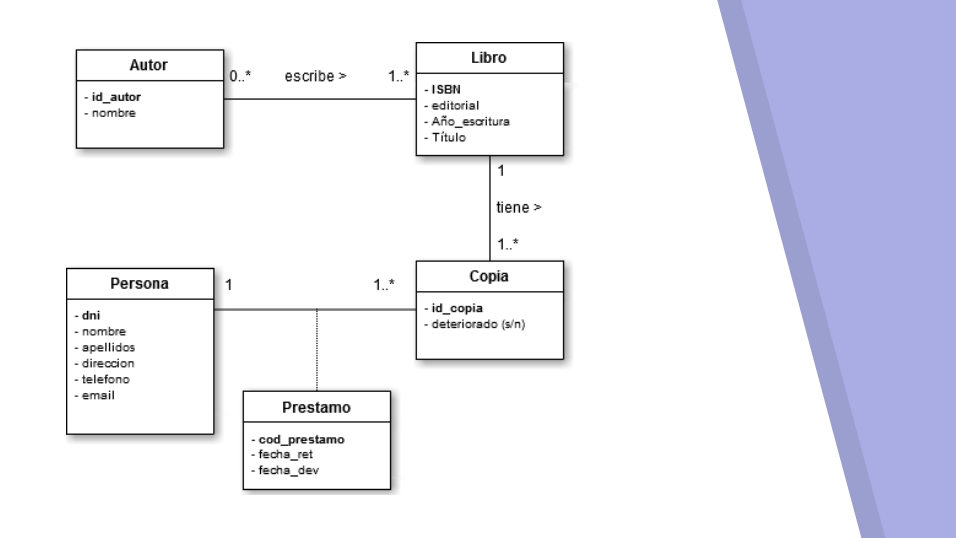 Autor
- id_autor
- nombre
0..*
escribe >
1..*
Libro
- ISBN
- editorial
- Año_escritura
- Título
1
tiene >
1..*
Persona
- dni
- nombre
- apellidos
- direccion
- telefono
- email
1
1..*
Copia
- id_copia
- deteriorado (s/n)
Prestamo
- cod_prestamo
- fecha_ret
- fecha_dev